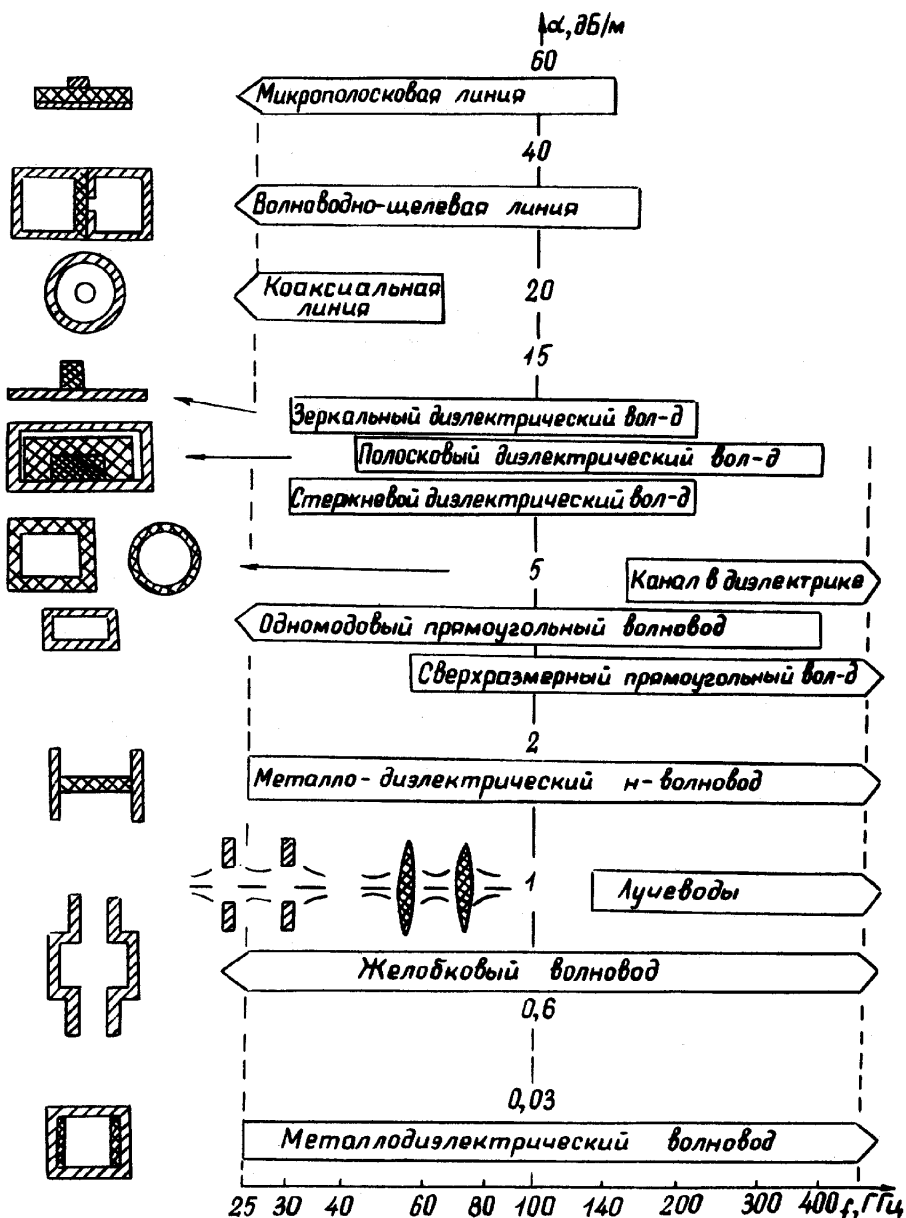 α, дБ/м
60
Микрополосковая линия
40
Волноводно-щелевая линия
Коаксиальная
линия
20
15
Зеркальный диэлектрический вол-д
Полосковый диэлектрический вол-д
Стержневой диэлектрический вол-д
5
Канал в диэлектрике
Одномодовый прямоугольный волновод
Сверхразмерный прямоугольный вол-д
2
Металло-диэлектрический н-волновод
1
Лучеводы
Желобковый волновод
0,6
0,03
Металлодиэлектрический волновод
25 30 40 60 80 100 140 200 300 400 f, ГГц